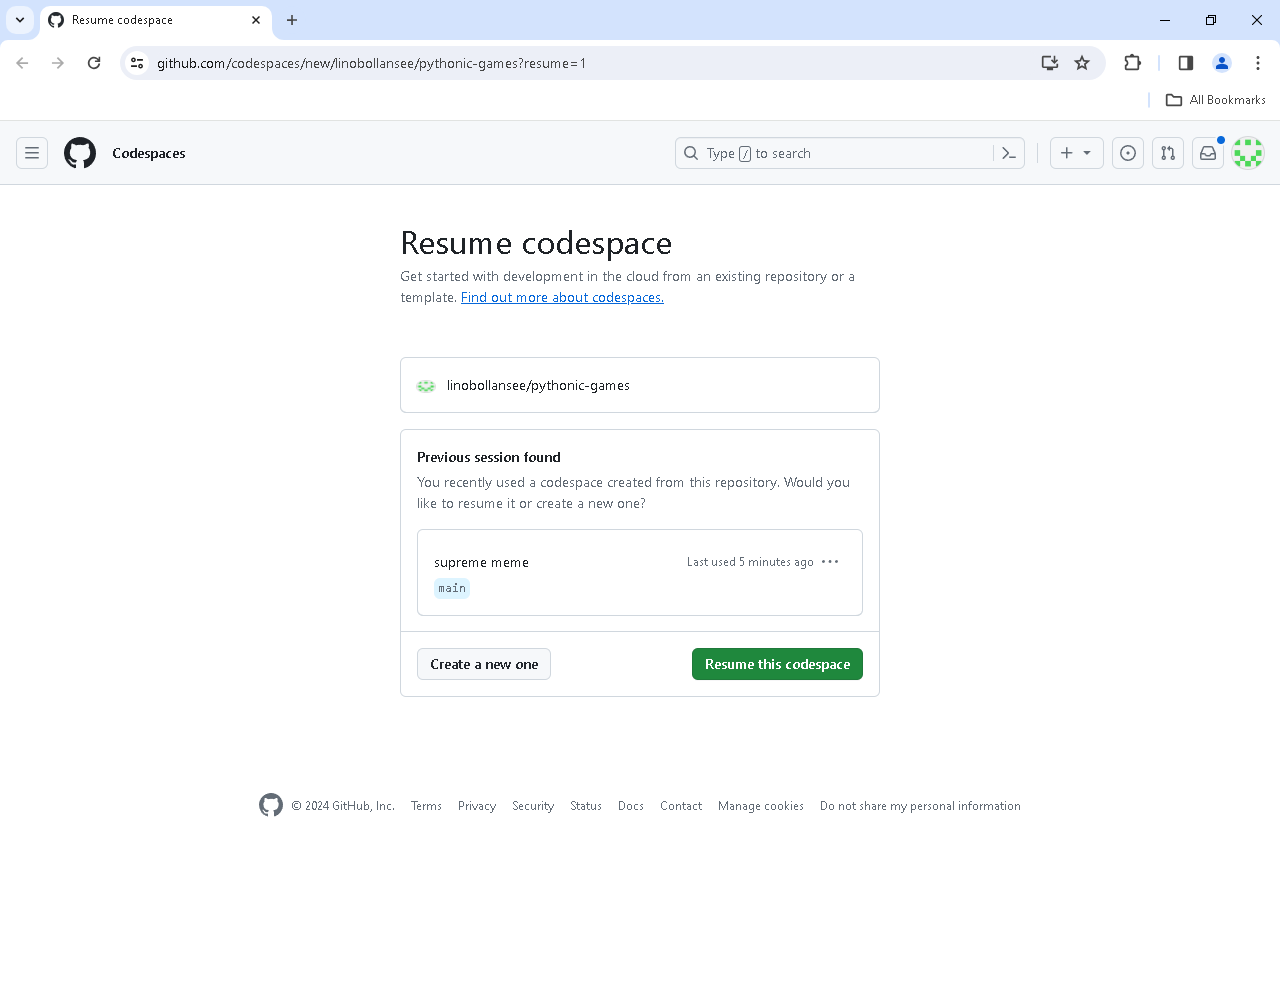 Resume codespace
github.com/codespaces/new/linobollansee/pythonic-games?resume=1
All Bookmarks
Codespaces
Type / to search
Resume codespace
Get started with development in the cloud from an existing repository or a
template. Find out more about codespaces.
linobollansee/pythonic-games
Previous session found
You recently used a codespace created from this repository. Would you
like to resume it or create a new one?
supreme meme
Last used 5 minutes ago
main
Create a new one
Resume this codespace
© 2024 GitHub, Inc. Terms Privacy Security Status Docs Contact Manage cookies Do not share my personal information